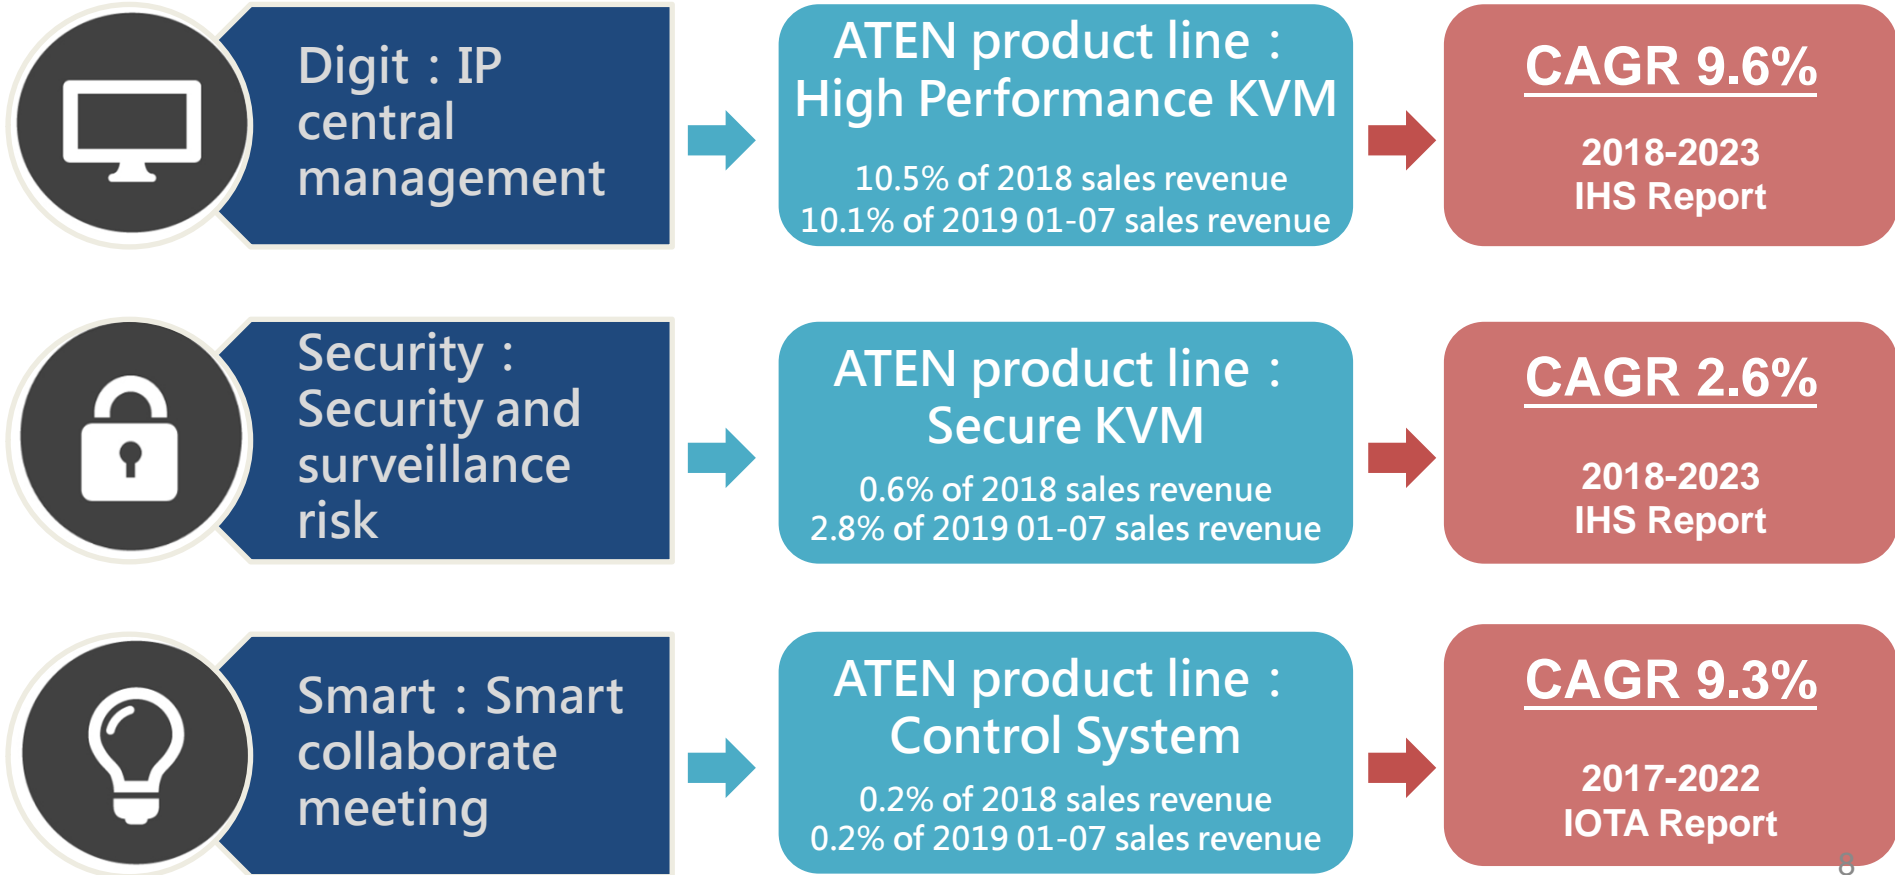 Digit：IP
central
management
ATEN product line：
High Performance KVM
10.5% of 2018 sales revenue
10.1% of 2019 01-07 sales revenue
CAGR 9.6%
2018-2023
IHS Report
Security：
Security and
surveillance
risk
ATEN product line：
Secure KVM
0.6% of 2018 sales revenue
2.8% of 2019 01-07 sales revenue
CAGR 2.6%
2018-2023
IHS Report
Smart：Smart
collaborate
meeting
ATEN product line：
Control System
0.2% of 2018 sales revenue
0.2% of 2019 01-07 sales revenue
CAGR 9.3%
2017-2022
IOTA Report
8